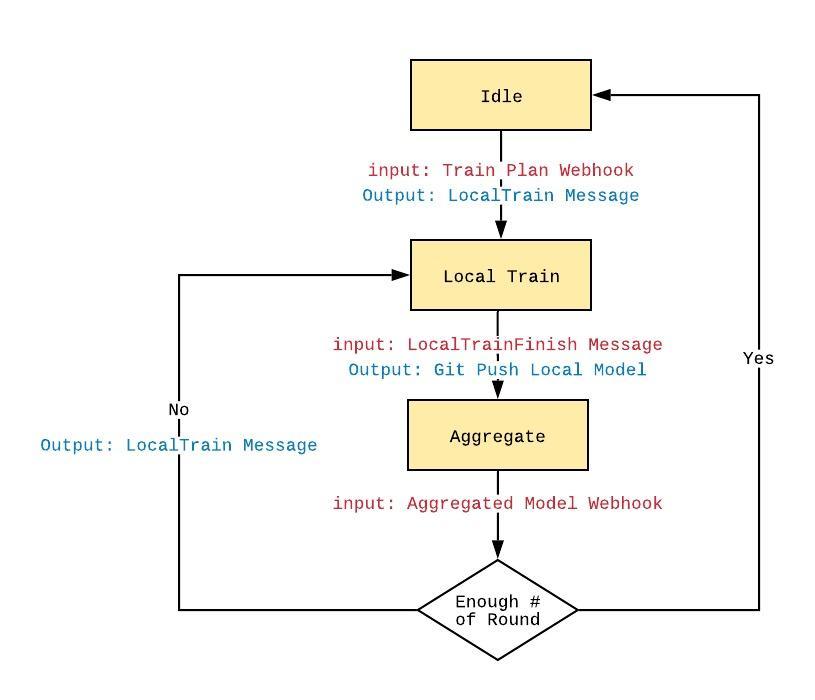 Idle
input: Train Plan Webhook
Output: LocalTrain Message
Local Train
input: LocalTrainFinish Message
Output: Git Push Local Model
Yes
No
Aggregate
Output: LocalTrain Message
input: Aggregated Model Webhook
Enough #
of Round